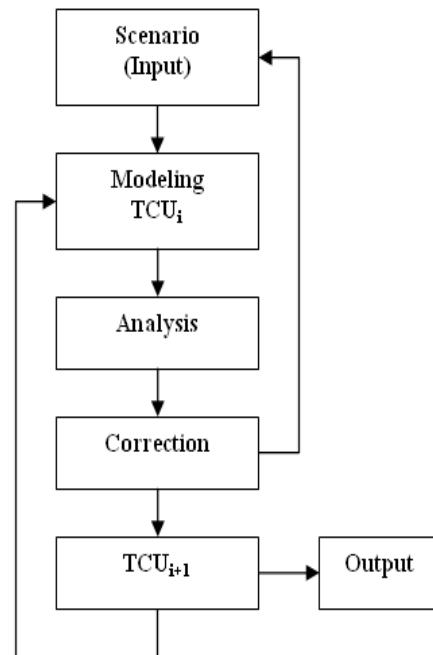 Scenario
(Input)
Modeling
TCUi
Analysis
Correction
TCUi+1
Output